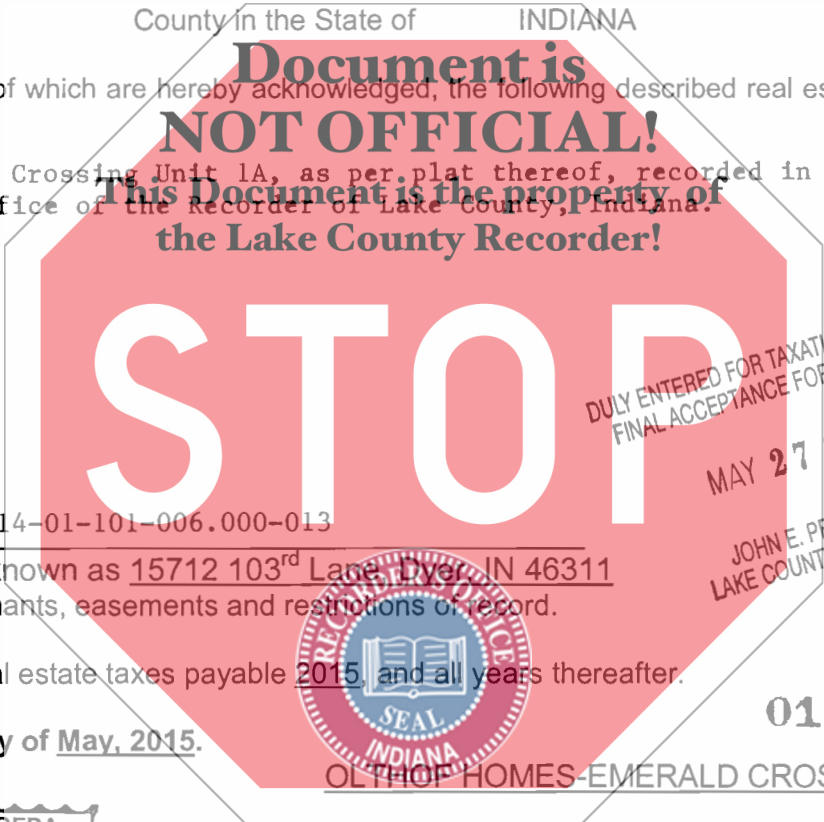 County in the State of INDIANA
Document is
of which are hereby acknowledged, the following described real es
NOT OFFICIAL!
Crossing Unit 1A, as per plat thereof, recorded in
This Document is the property of
fice of the Recorder of Lake County, Indiana.
the Lake County Recorder!
STOP
DULY ENTERED FOR TAXATI
FINAL ACCEPTANCE FOR
MAY 27
14-01-101-006.000-013
JOHN E. PE
LAKE COUNT
known as 15712 103rd Lane, Dyer, IN 46311
ants, easements and restrictions of record.
RECORDER'S OFFICE
l estate taxes payable 2015, and all years thereafter.
SEAL
INDIANA
01
y of May, 2015.
OLTHOF HOMES-EMERALD CROS